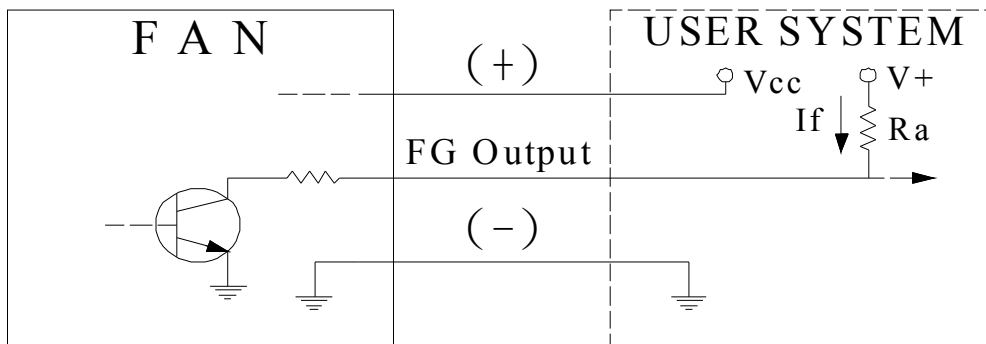 F A N
USER SYSTEM
(+)
Vcc
V+
If
Ra
FG Output
(-)